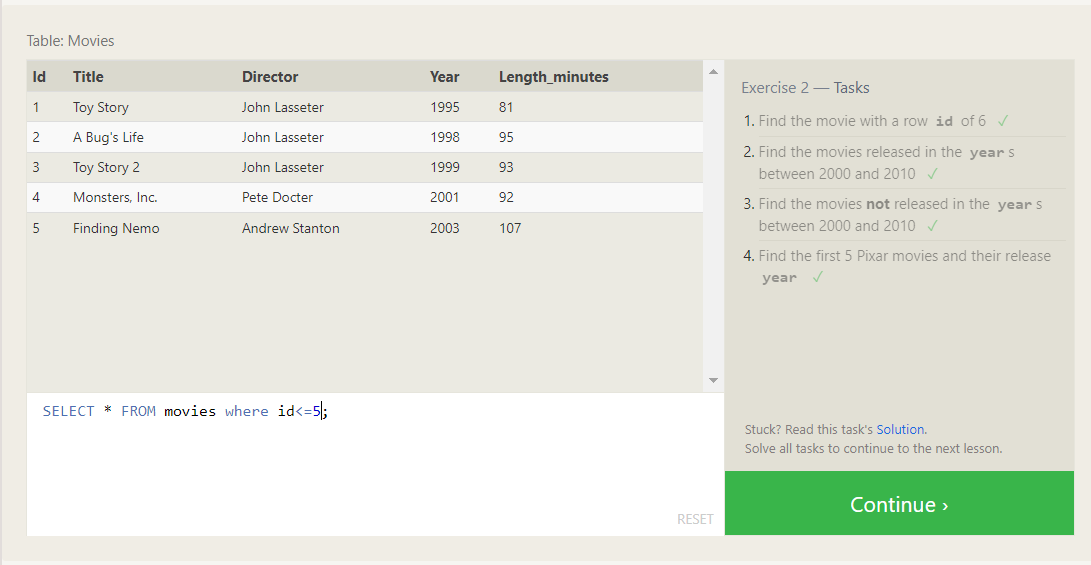 Table: Movies
Id Title Director Year Length_minutes
1 Toy Story John Lasseter 1995 81
2 A Bug's Life John Lasseter 1998 95
3 Toy Story 2 John Lasseter 1999 93
4 Monsters, Inc. Pete Docter 2001 92
5 Finding Nemo Andrew Stanton 2003 107
SELECT * FROM movies where id<=5;
RESET
Exercise 2 — Tasks
1. Find the movie with a row id of 6 ✓
2. Find the movies released in the years
between 2000 and 2010 ✓
3. Find the movies not released in the years
between 2000 and 2010 ✓
4. Find the first 5 Pixar movies and their release
year ✓
Stuck? Read this task's Solution.
Solve all tasks to continue to the next lesson.
Continue ›